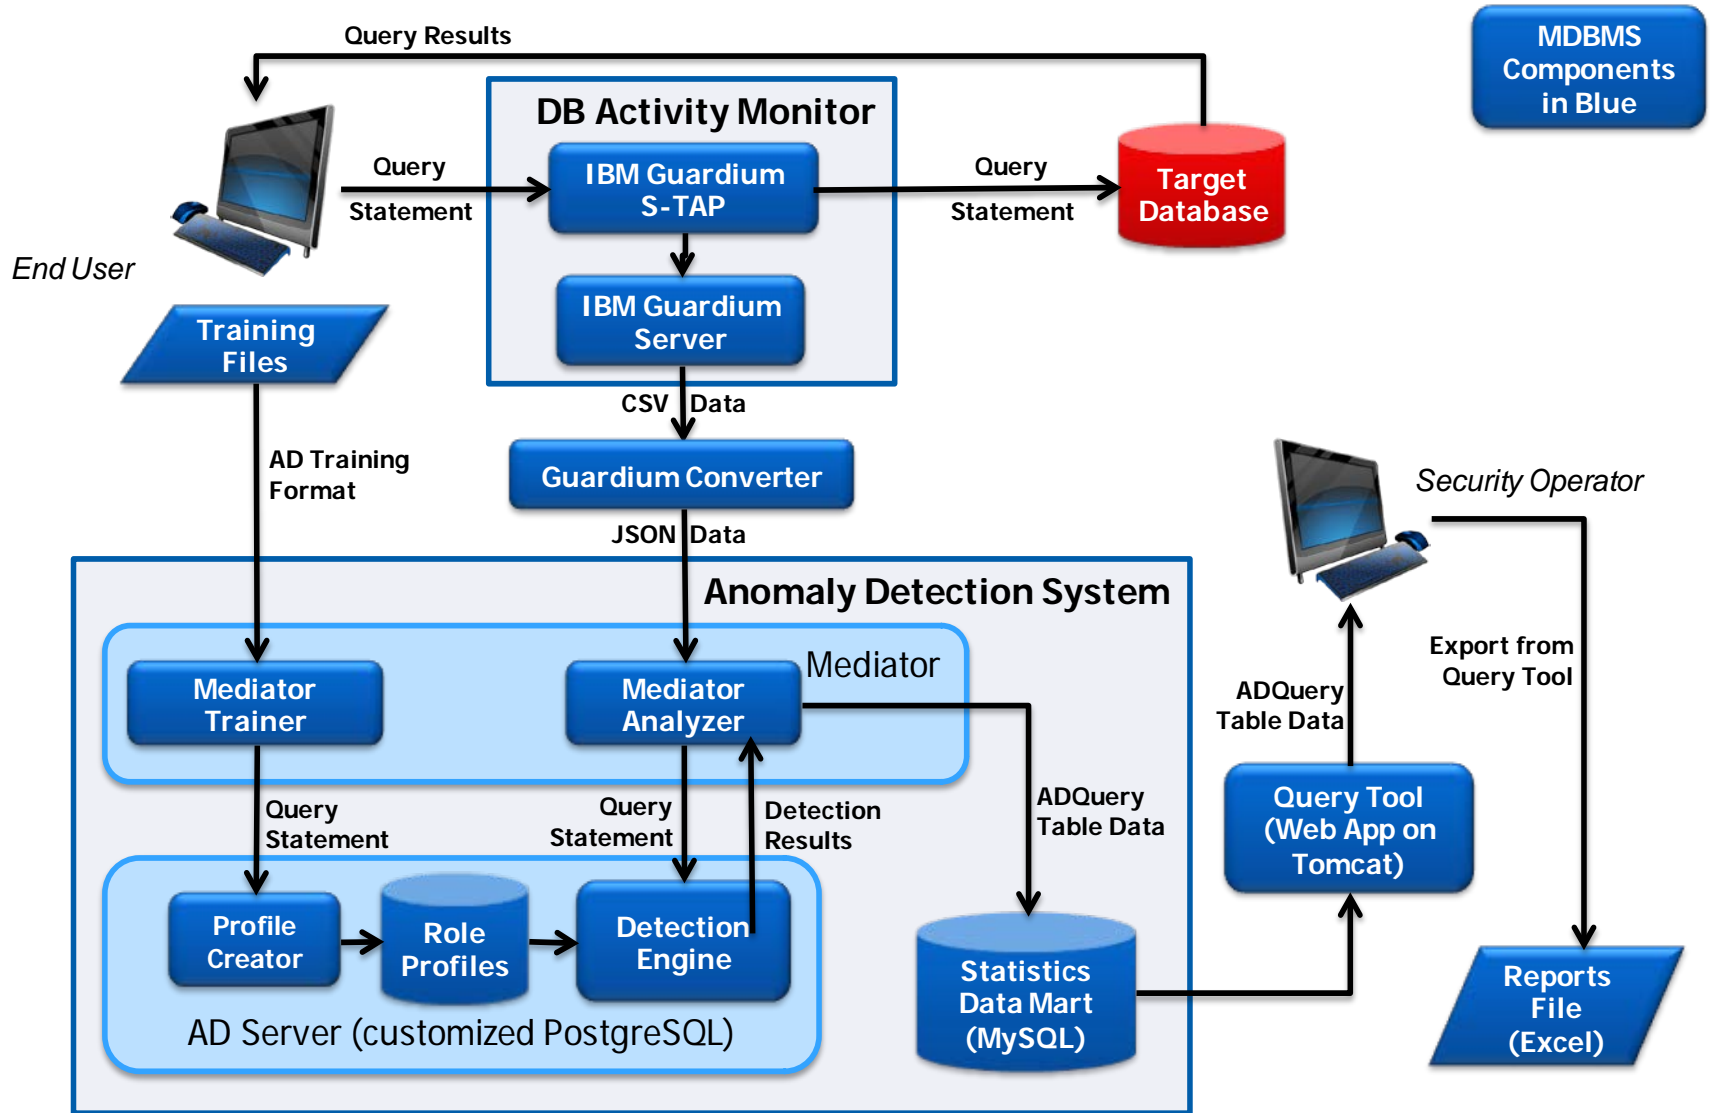 Query Results
MDBMS
Components
in Blue
DB Activity Monitor
Query
Statement
IBM Guardium
S-TAP
Query
Statement
Target
Database
End User
IBM Guardium
Server
Training
Files
CSV Data
AD Training
Format
Guardium Converter
Security Operator
JSON Data
Anomaly Detection System
Mediator
Mediator
Trainer
Mediator
Analyzer
Export from
Query Tool
ADQuery
Table Data
Query
Statement
Query
Statement
Detection
Results
ADQuery
Table Data
Query Tool
(Web App on
Tomcat)
Profile
Creator
Role
Profiles
Detection
Engine
Statistics
Data Mart
(MySQL)
Reports
File
(Excel)
AD Server (customized PostgreSQL)